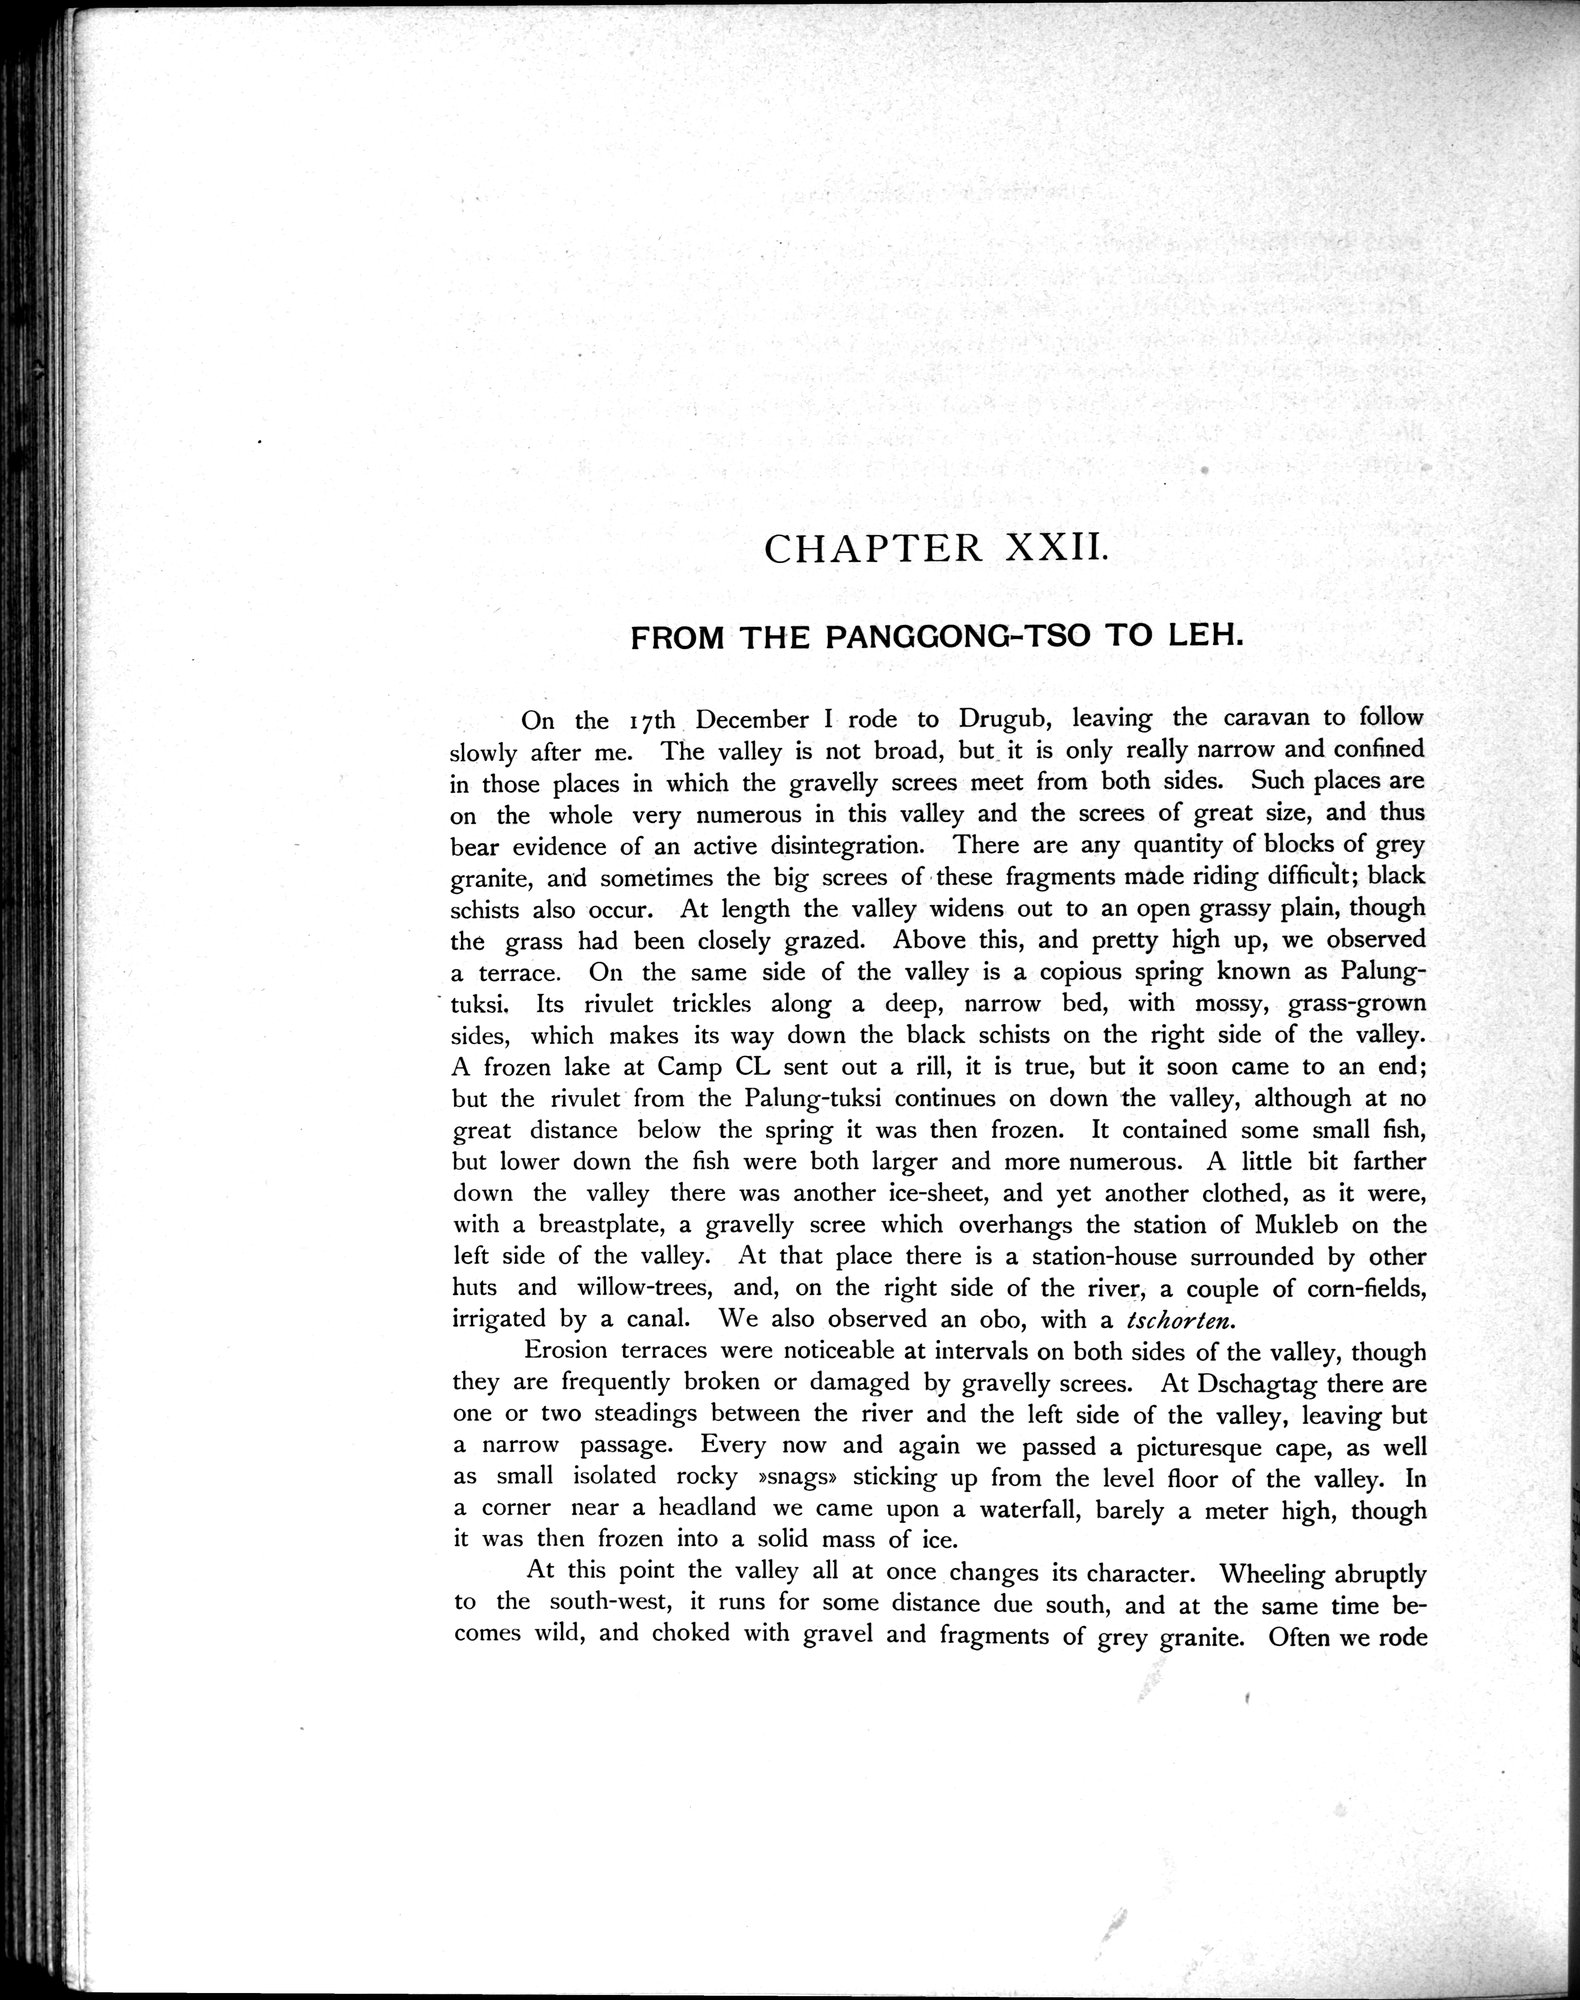 CHAPTER XXII.
FROM THE PANGGONG-TSO TO LEH.
On the 17th December I rode to Drugub, leaving the caravan to follow
slowly after me. The valley is not broad, but it is only really narrow and confined
in those places in which the gravelly screes meet from both sides. Such places are
on the whole very numerous in this valley and the screes of great size, and thus
bear evidence of an active disintegration. There are any quantity of blocks of grey
granite, and sometimes the big screes of these fragments made riding difficult; black
schists also occur. At length the valley widens out to an open grassy plain, though
the grass had been closely grazed. Above this, and pretty high up, we observed
a terrace. On the same side of the valley is a copious spring known as Palung-
tuksi. Its rivulet trickles along a deep, narrow bed, with mossy, grass-grown
sides, which makes its way down the black schists on the right side of the valley.
A frozen lake at Camp CL sent out a rill, it is true, but it soon came to an end;
but the rivulet from the Palung-tuksi continues on down the valley, although at no
great distance below the spring it was then frozen. It contained some small fish,
but lower down the fish were both larger and more numerous. A little bit farther
down the valley there was another ice-sheet, and yet another clothed, as it were,
with a breastplate, a gravelly scree which overhangs the station of Mukleb on the
left side of the valley. At that place there is a station-house surrounded by other
huts and willow-trees, and, on the right side of the river, a couple of corn-fields,
irrigated by a canal. We also observed an obo, with a tschorten.
Erosion terraces were noticeable at intervals on both sides of the valley, though
they are frequently broken or damaged by gravelly screes. At Dschagtag there are
one or two steadings between the river and the left side of the valley, leaving but
a narrow passage. Every now and again we passed a picturesque cape, as well
as small isolated rocky »snags» sticking up from the level floor of the valley. In
a corner near a headland we came upon a waterfall, barely a meter high, though
it was then frozen into a solid mass of ice.
At this point the valley all at once changes its character. Wheeling abruptly
to the south-west, it runs for some distance due south, and at the same time be-
comes wild, and choked with gravel and fragments of grey granite. Often we rode